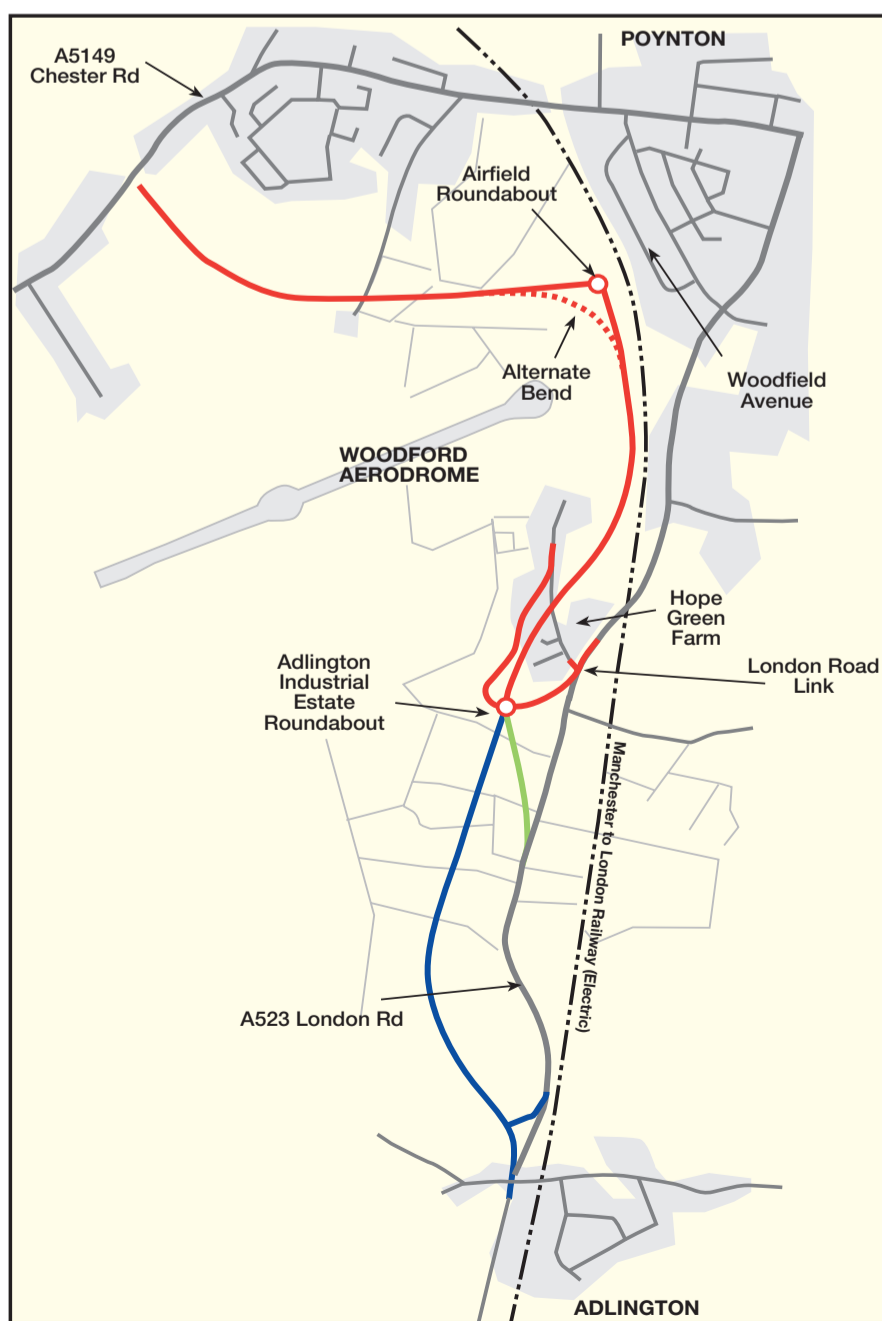 POYNTON
A5149
Chester Rd
Airfield
Roundabout
Alternate
Bend
Woodfield
Avenue
WOODFORD
AERODROME
Hope
Green
Farm
Adlington
Industrial
Estate
Roundabout
London Road
Link
Manchester to London Railway (Electric)
A523 London Rd
ADLINGTON